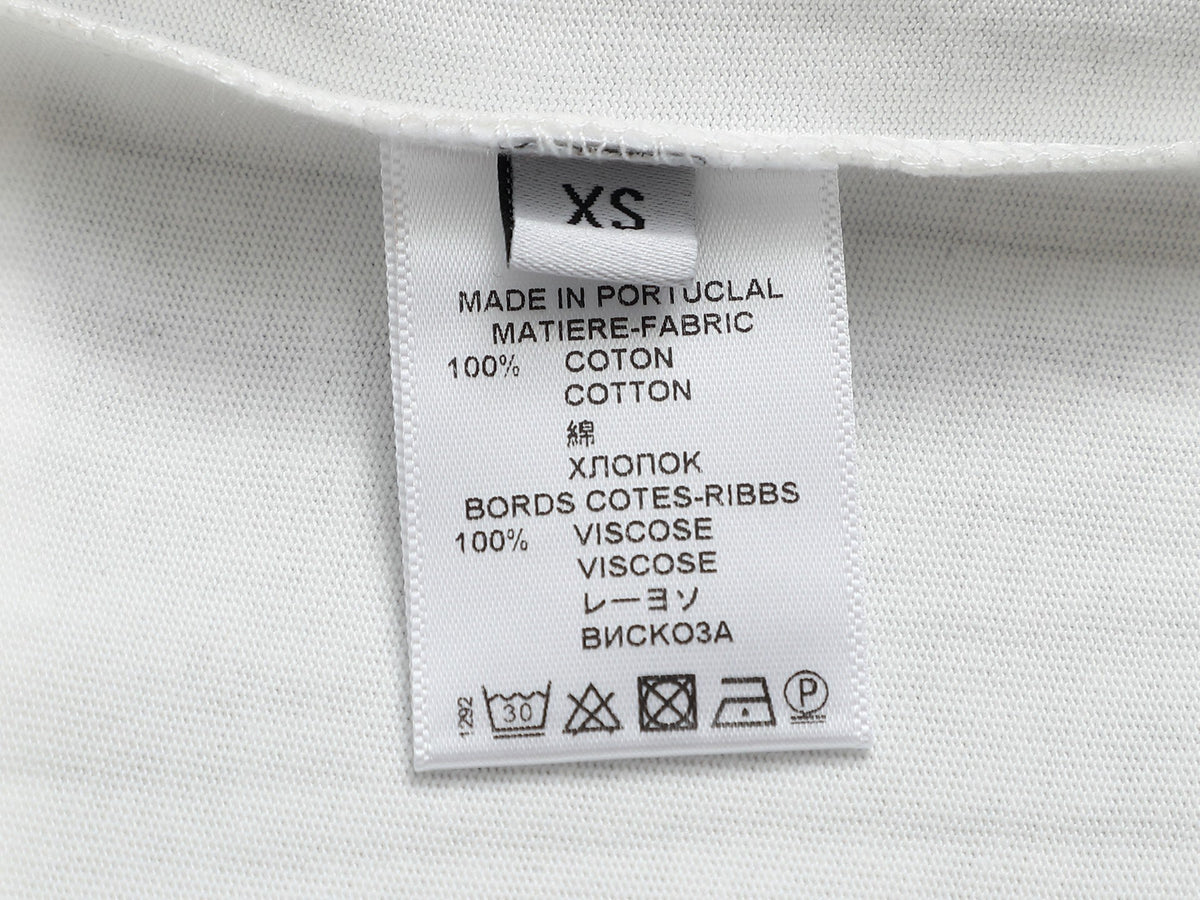 XS
MADE IN PORTUCLAL
MATIERE-FABRIC
100% COTON
COTTON
綿
ХЛОПОК
BORDS COTES-RIBBS
100% VISCOSE
VISCOSE
レーヨソ
ВИСКОЗА
1292 30 P